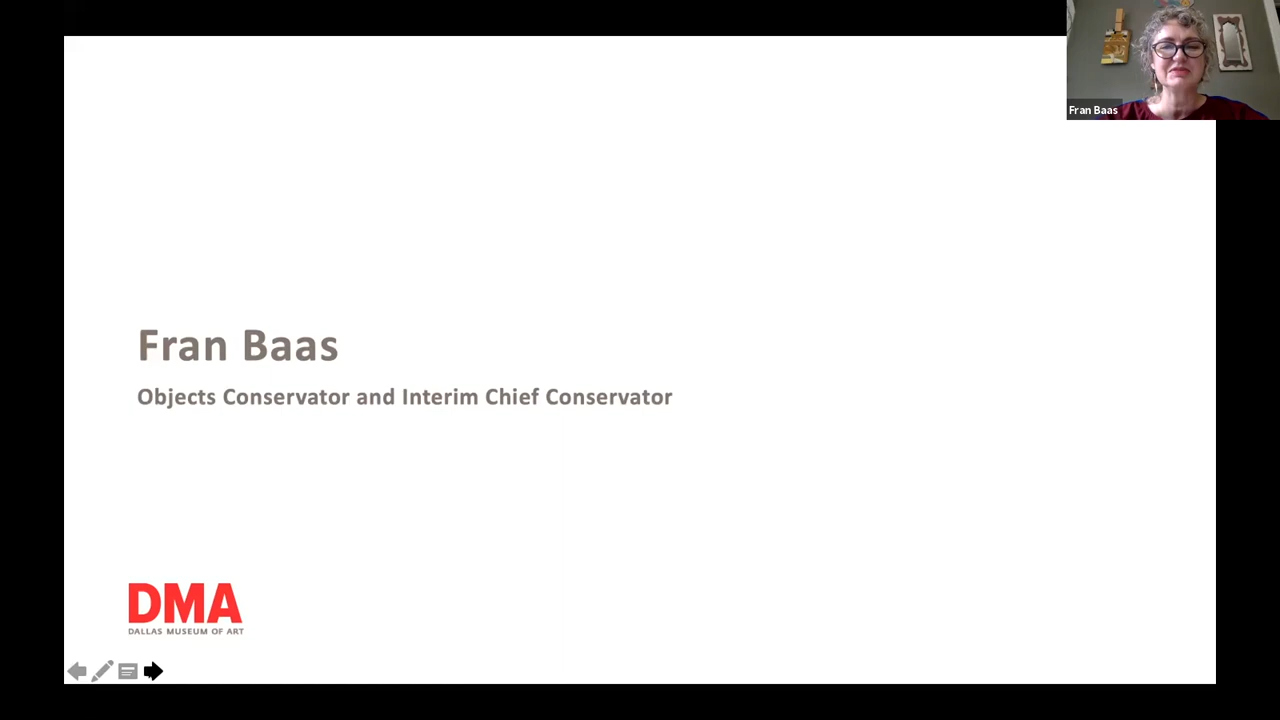 Fran Baas
Fran Baas
Objects Conservator and Interim Chief Conservator
DMA
DALLAS MUSEUM OF ART